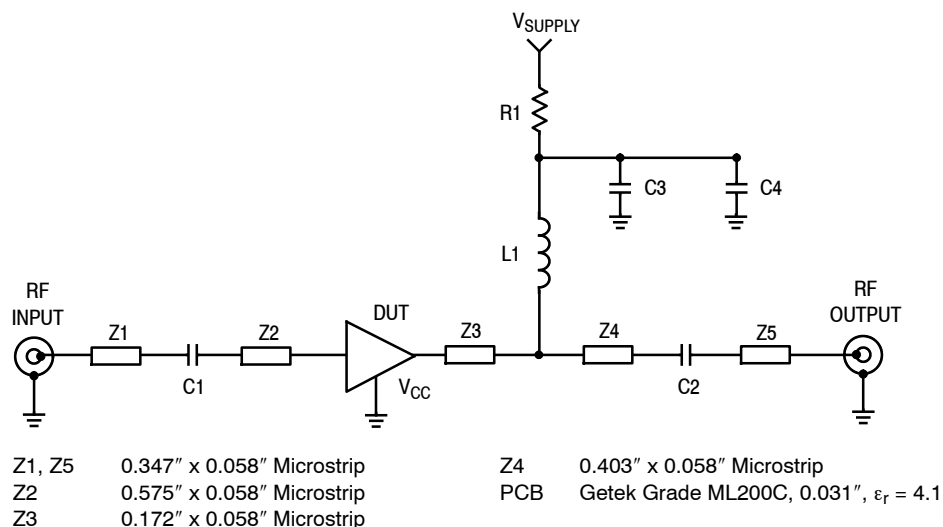 VSUPPLY
R1
C3
C4
L1
RF
INPUT
Z1
C1
Z2
DUT
VCC
Z3
Z4
C2
Z5
RF
OUTPUT
Z1, Z5 0.347″ x 0.058″ Microstrip
Z2 0.575″ x 0.058″ Microstrip
Z3 0.172″ x 0.058″ Microstrip
Z4 0.403″ x 0.058″ Microstrip
PCB Getek Grade ML200C, 0.031″, εr = 4.1